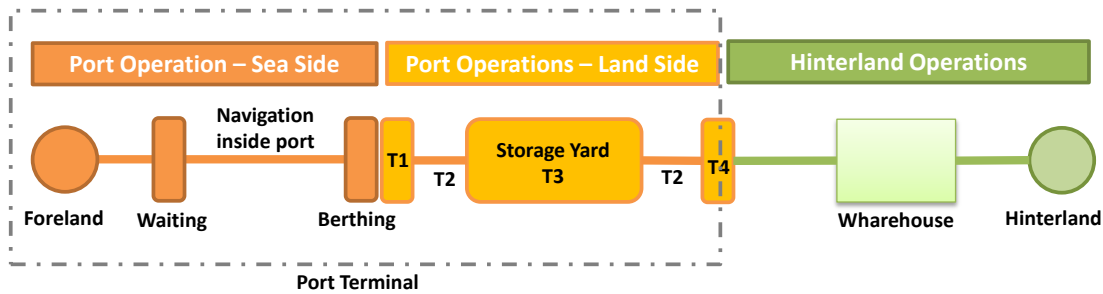 Port Operation – Sea Side
Port Operations – Land Side
Hinterland Operations
Navigation
inside port
T1
T2
Storage Yard
T3
T2
T4
Foreland
Waiting
Berthing
Wharehouse
Hinterland
Port Terminal